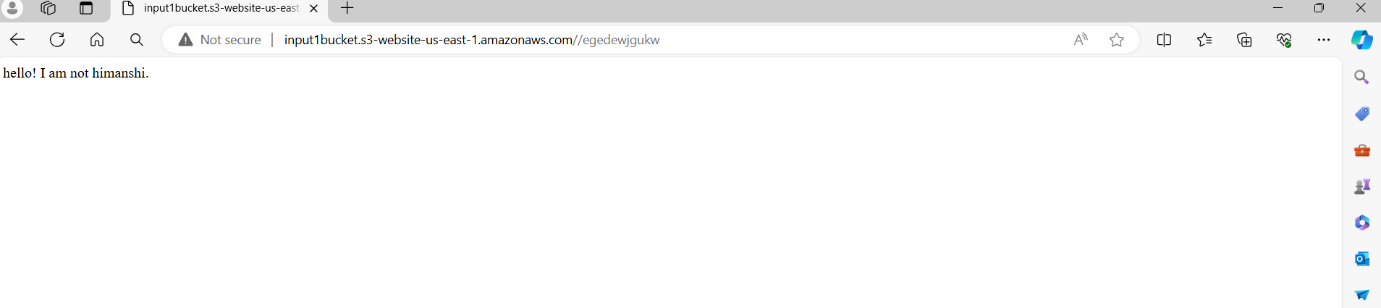 input1bucket.s3-website-us-east
Not secure
input1bucket.s3-website-us-east-1.amazonaws.com//egedewjgukw
hello! I am not himanshi.